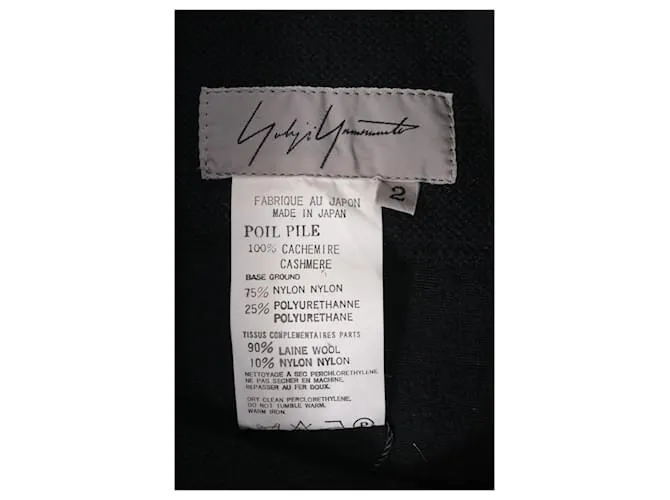 Yohji Yamamoto
2
FABRIQUE AU JAPON
MADE IN JAPAN
POIL PILE
100% CACHEMIRE
CASHMERE
BASE GROUND
75% NYLON NYLON
25% POLYURETHANNE
POLYURETHANE
TISSUS COMPLEMENTAIRES PARTS
90% LAINE WOOL
10% NYLON NYLON
NETTOYAGE A SEC PERCHLORETHYLENE
NE PAS SECHER EN MACHINE,
REPASSER AU FER DOUX.
DRY CLEAN PERCLORETHYLENE,
DO NOT TUMBLE WARM,
WARM IRON.